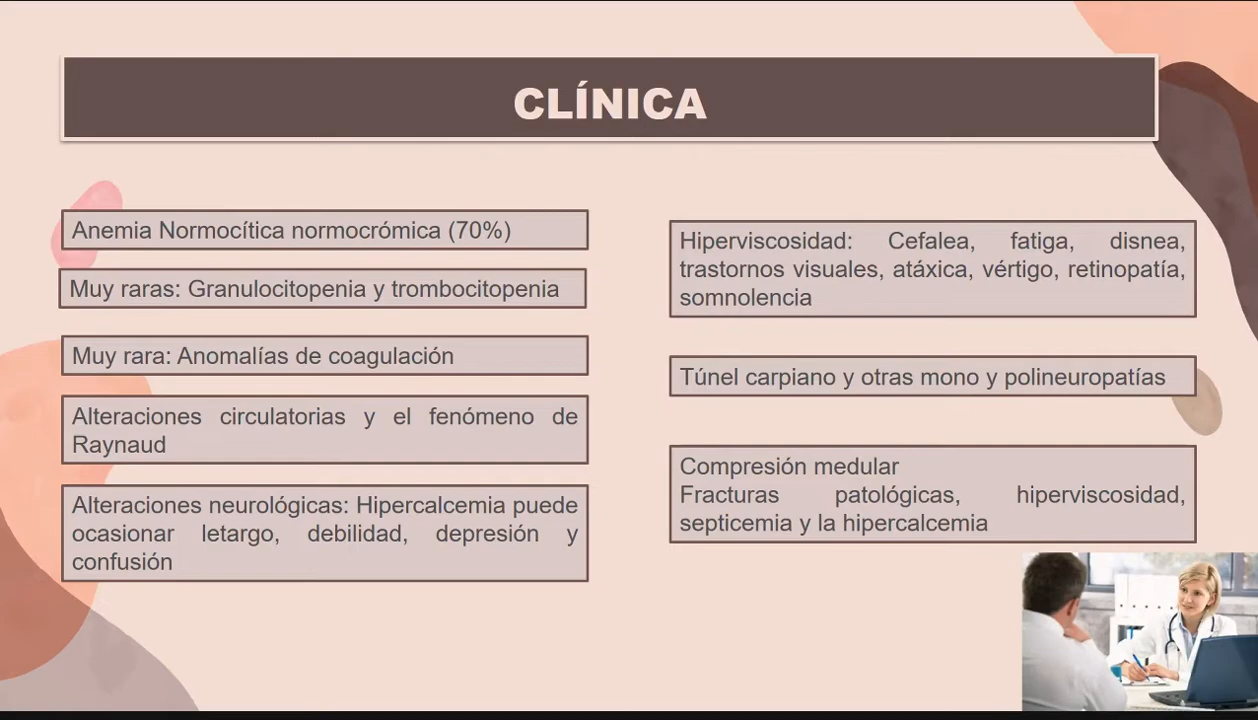 CLÍNICA
Anemia Normocítica normocrómica (70%)
Muy raras: Granulocitopenia y trombocitopenia
Muy rara: Anomalías de coagulación
Alteraciones circulatorias y el fenómeno de
Raynaud
Alteraciones neurológicas: Hipercalcemia puede
ocasionar letargo, debilidad, depresión y
confusión
Hiperviscosidad: Cefalea, fatiga, disnea,
trastornos visuales, atáxica, vértigo, retinopatía,
somnolencia
Túnel carpiano y otras mono y polineuropatías
Compresión medular
Fracturas patológicas, hiperviscosidad,
septicemia y la hipercalcemia